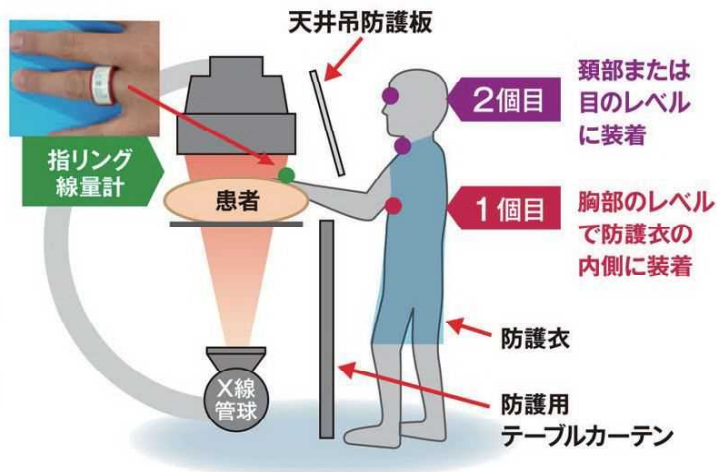 天井吊防護板
指リング
線量計
患者
2個目
頚部または
目のレベル
に装着
1個目
胸部のレベル
で防護衣の
内側に装着
防護衣
X線
管球
防護用
テーブルカーテン